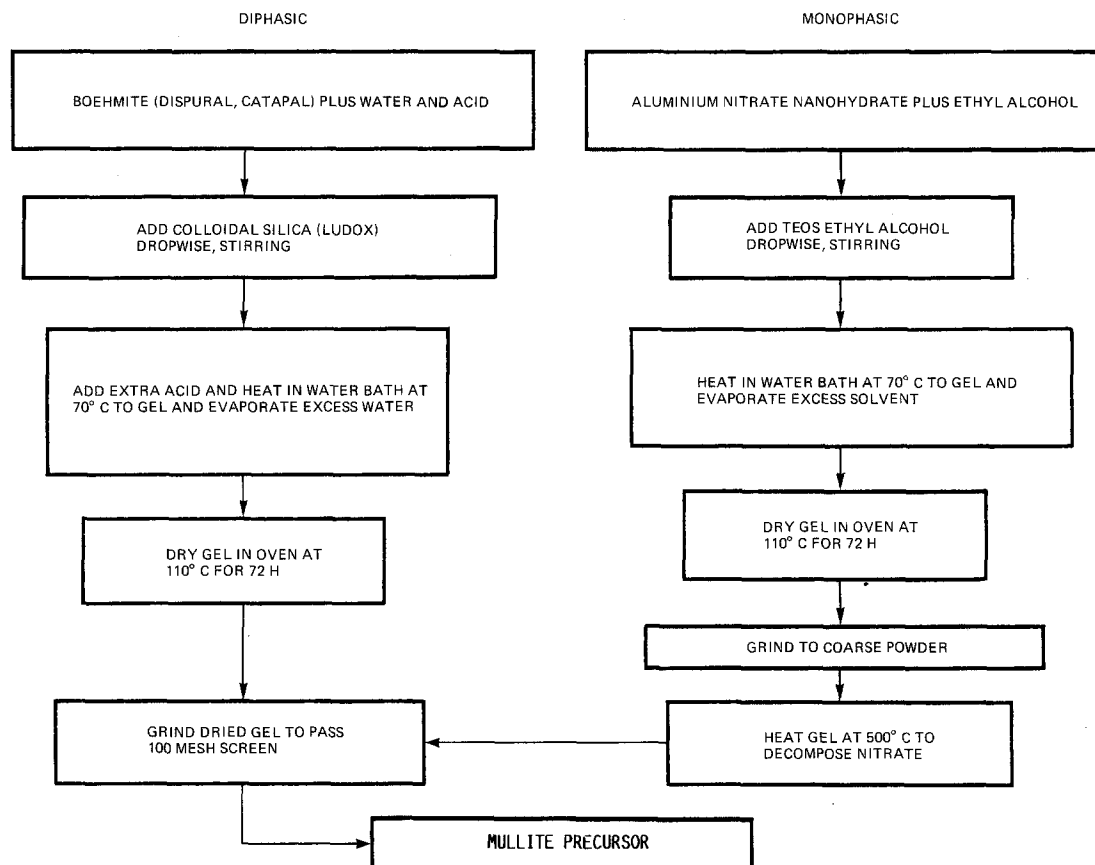 DIPHASIC
MONOPHASIC
BOEHMITE (DISPURAL, CATAPAL) PLUS WATER AND ACID
ALUMINIUM NITRATE NANOHYDRATE PLUS ETHYL ALCOHOL
ADD COLLOIDAL SILICA (LUDOX)
DROPWISE, STIRRING
ADD TEOS ETHYL ALCOHOL
DROPWISE, STIRRING
ADD EXTRA ACID AND HEAT IN WATER BATH AT
70° C TO GEL AND EVAPORATE EXCESS WATER
HEAT IN WATER BATH AT 70° C TO GEL AND
EVAPORATE EXCESS SOLVENT
DRY GEL IN OVEN AT
110° C FOR 72 H
DRY GEL IN OVEN AT
110° C FOR 72 H
GRIND TO COARSE POWDER
GRIND DRIED GEL TO PASS
100 MESH SCREEN
HEAT GEL AT 500° C TO
DECOMPOSE NITRATE
MULLITE PRECURSOR